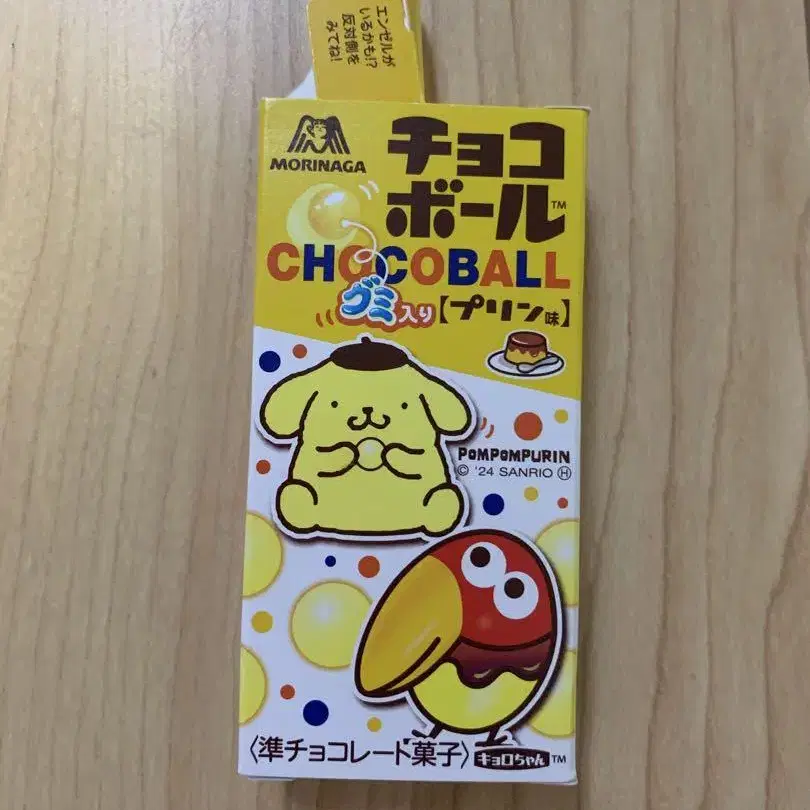 エンゼルが
いるかも!?
反対側を
みてね!
MORINAGA
チョコ
ボール™
CHOCOBALL
グミ入り【プリン味】
POMPOMPURIN
© '24 SANRIO Ⓗ
〈準チョコレート菓子〉キョロちゃん™